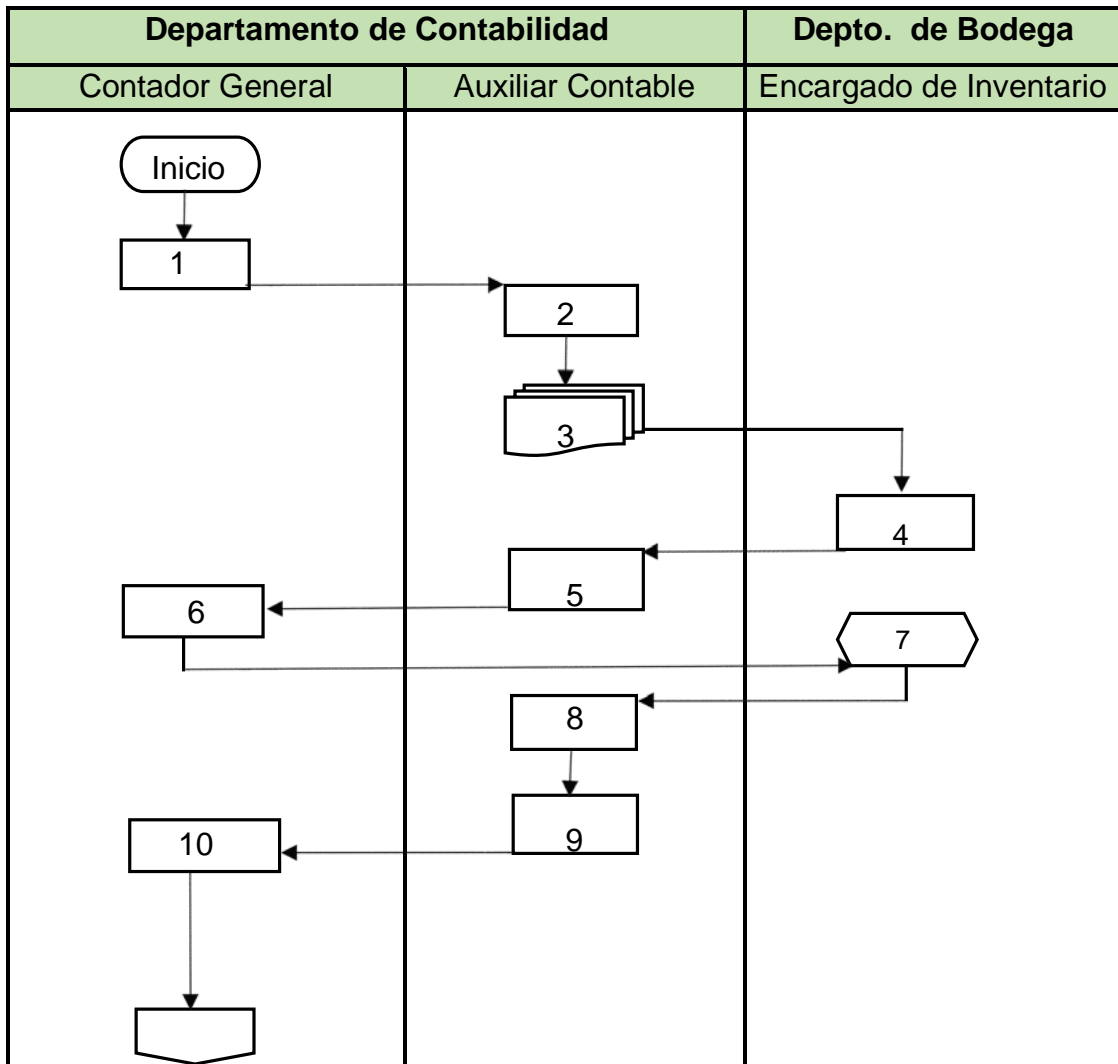 Departamento de Contabilidad
Depto. de Bodega
Contador General
Auxiliar Contable
Encargado de Inventario
Inicio
1
2
3
4
5
6
7
8
9
10